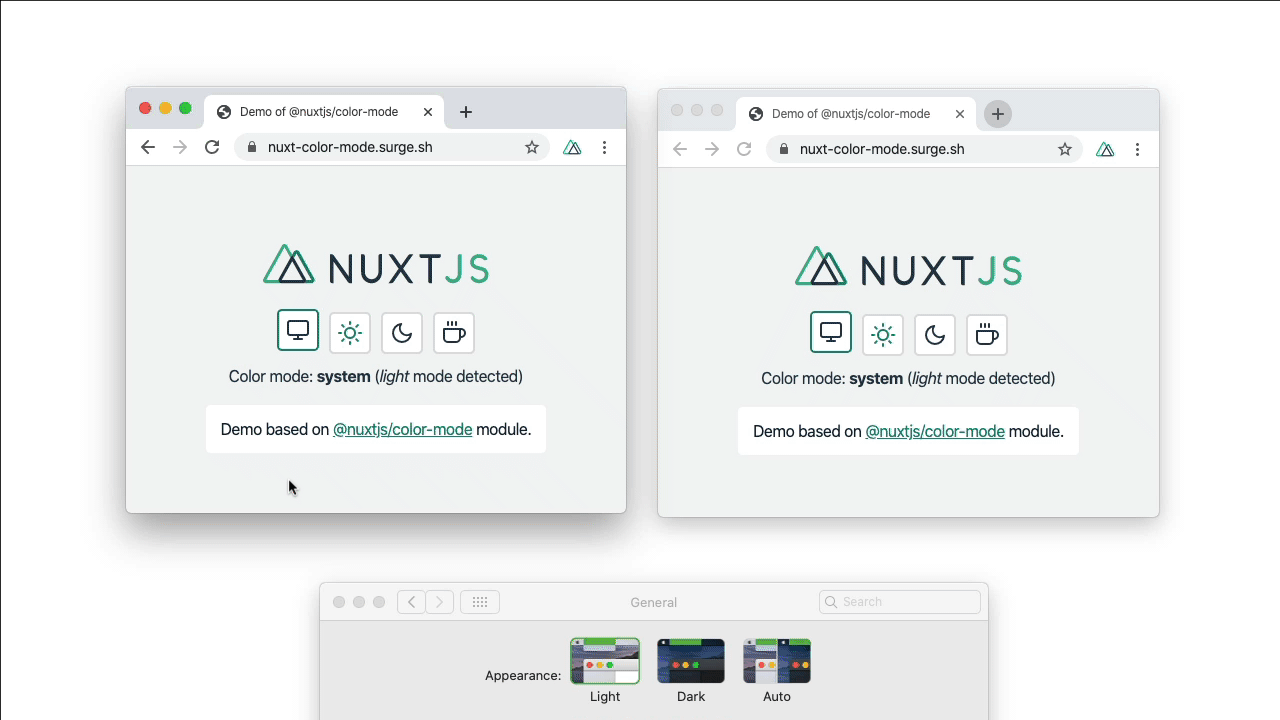 Demo of @nuxtjs/color-mode
nuxt-color-mode.surge.sh
NUXTJS
Color mode: system (light mode detected)
Demo based on @nuxtjs/color-mode module.
Demo of @nuxtjs/color-mode
nuxt-color-mode.surge.sh
NUXTJS
Color mode: system (light mode detected)
Demo based on @nuxtjs/color-mode module.
General
Search
Appearance:
Light
Dark
Auto